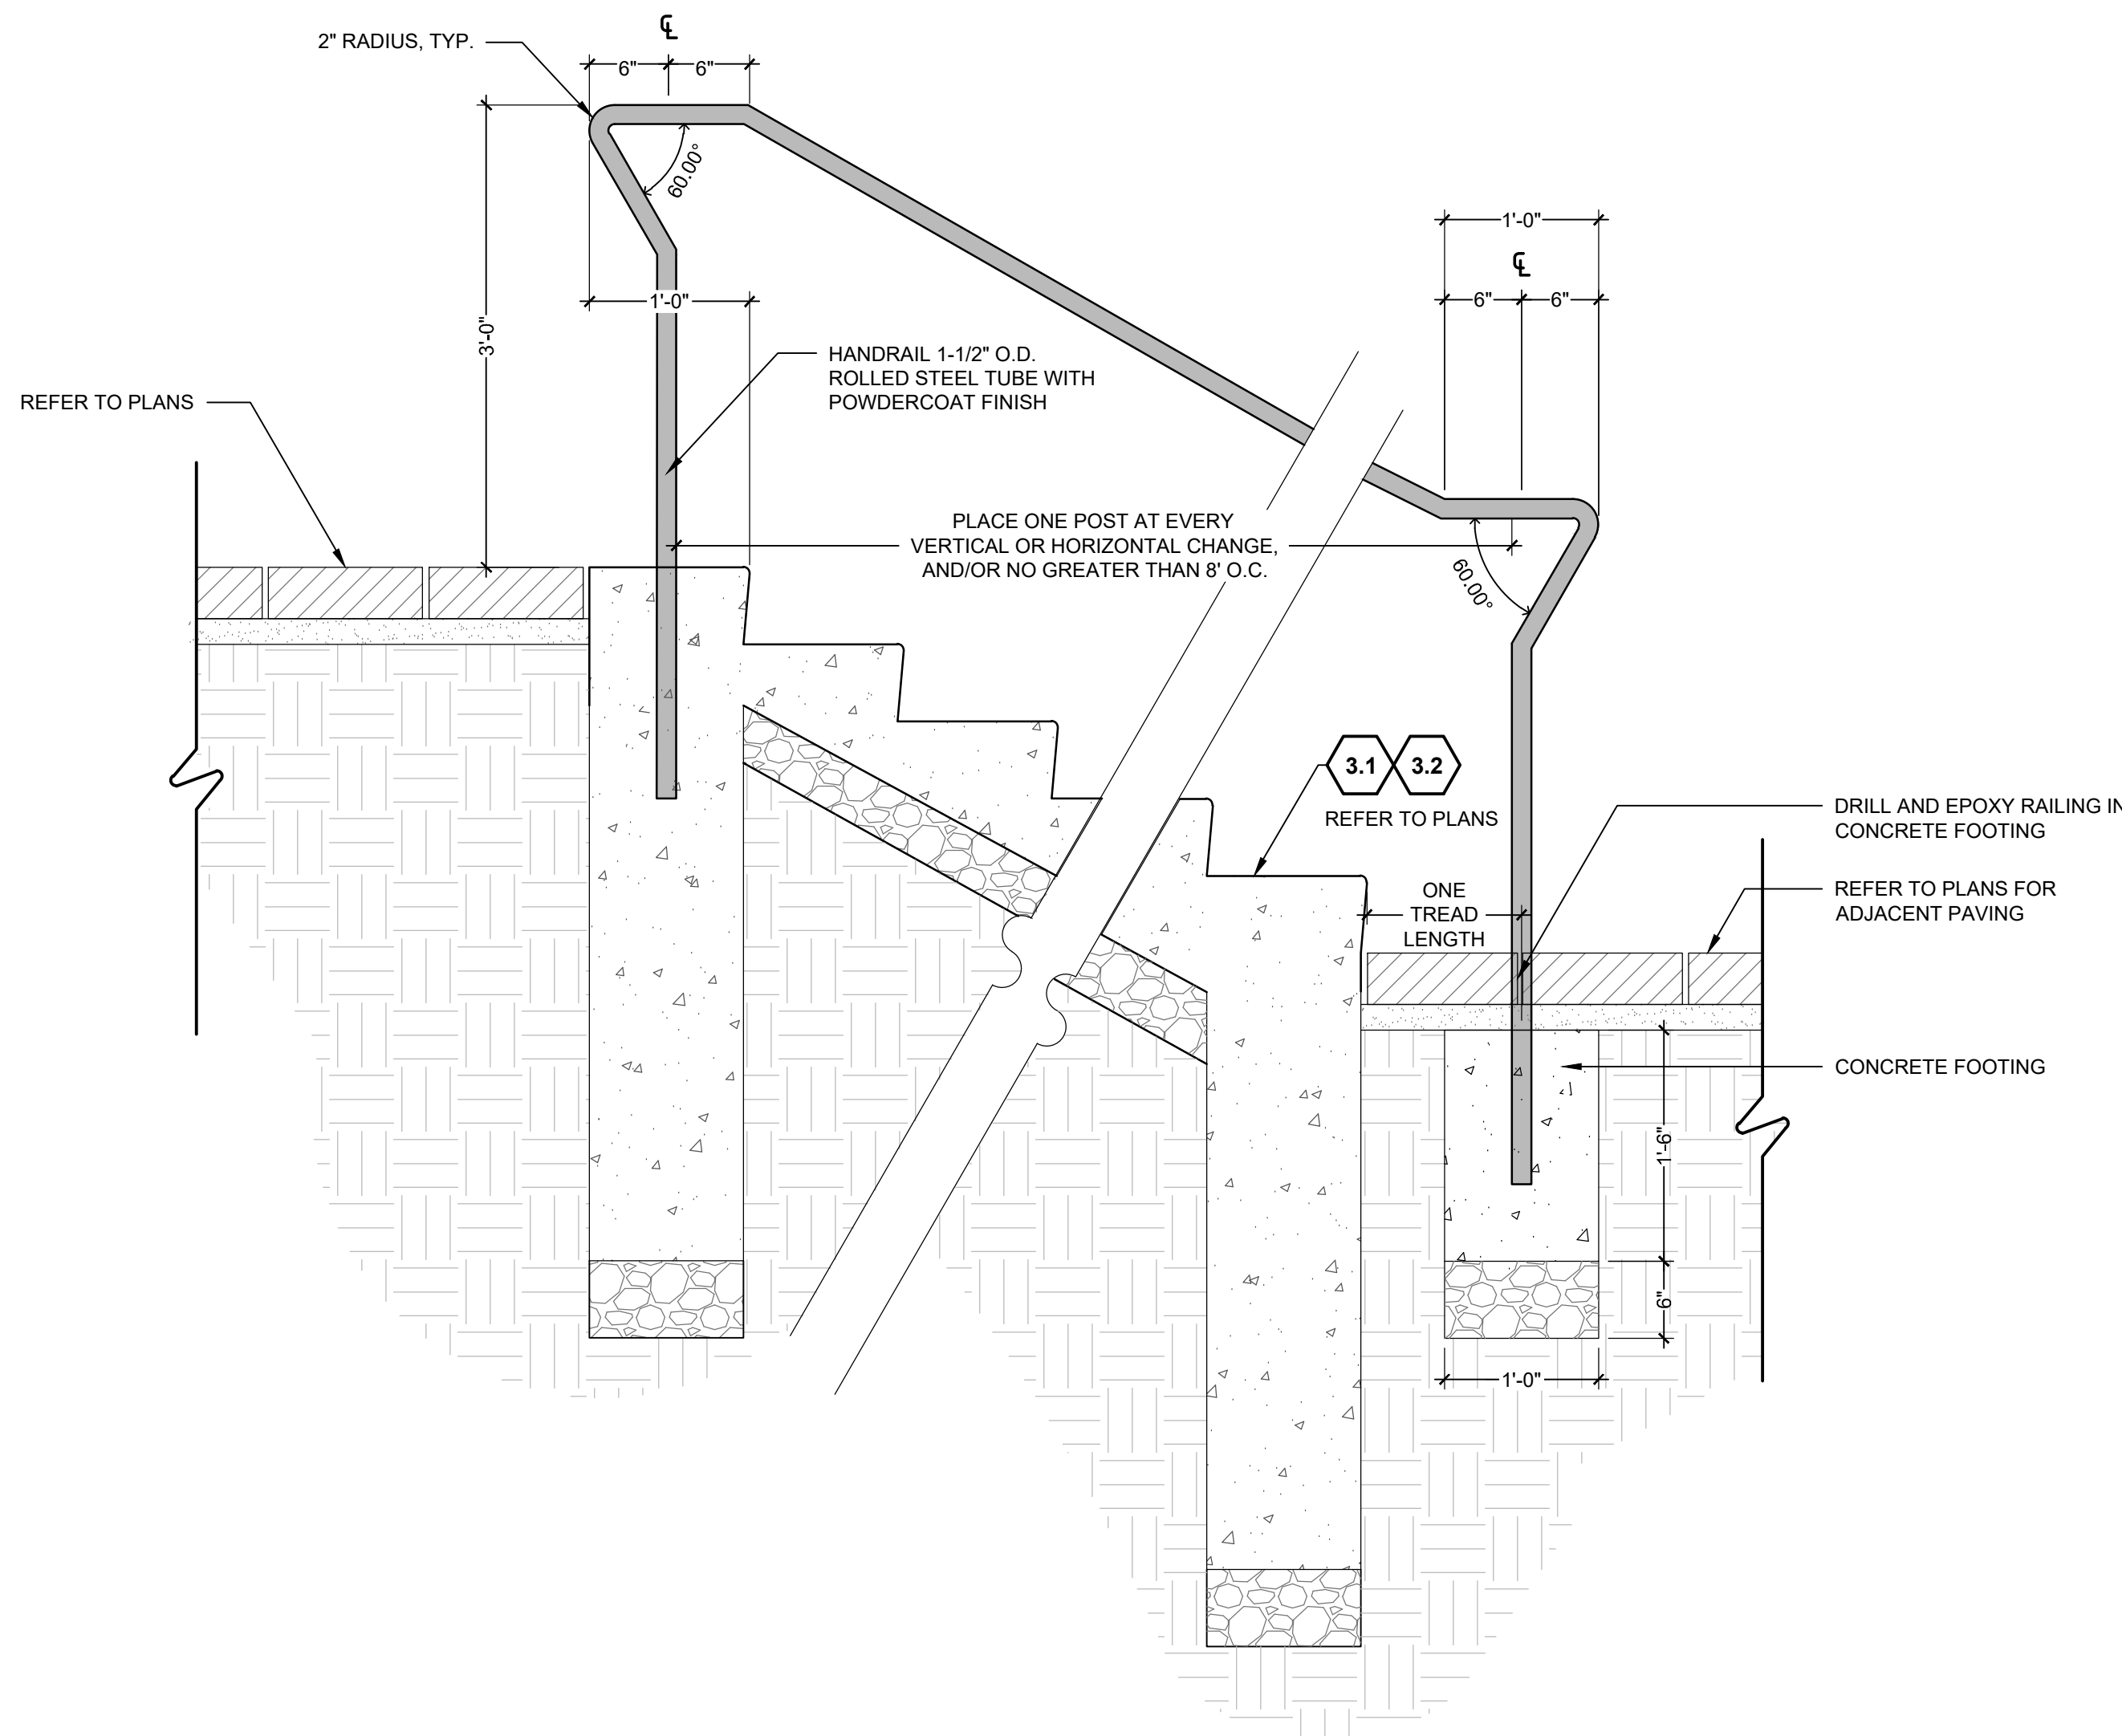 ℄
2" RADIUS, TYP.
6"
6"
60.00°
3'-0"
1'-0"
1'-0"
℄
6"
6"
HANDRAIL 1-1/2" O.D.
ROLLED STEEL TUBE WITH
POWDERCOAT FINISH
REFER TO PLANS
PLACE ONE POST AT EVERY
VERTICAL OR HORIZONTAL CHANGE,
AND/OR NO GREATER THAN 8' O.C.
60.00°
3.1
3.2
REFER TO PLANS
DRILL AND EPOXY RAILING IN
CONCRETE FOOTING
ONE
TREAD
LENGTH
REFER TO PLANS FOR
ADJACENT PAVING
CONCRETE FOOTING
1'-6"
6"
1'-0"